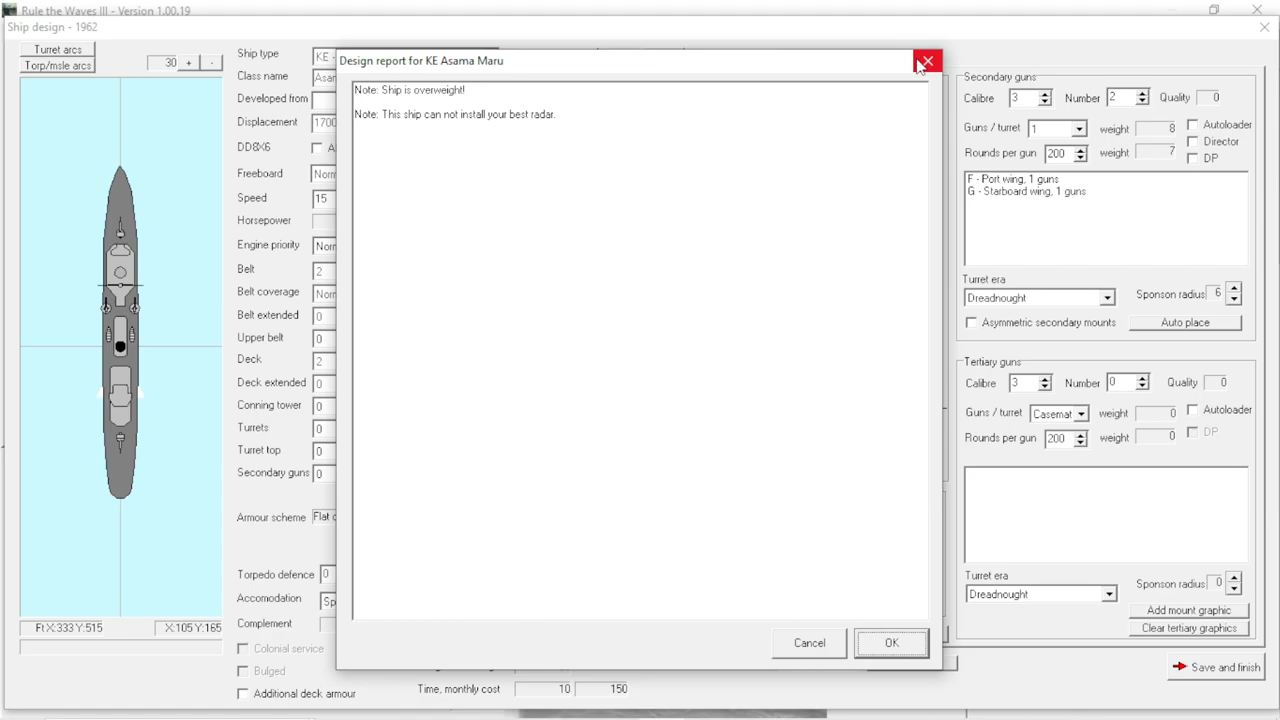 Rule the Waves III - Version 1.00.19
Ship design - 1962
Turret arcs
Torp/msle arcs
30 + -
Ft X:333 Y:515 X:105 Y:165
Ship type KE -
Class name
Developed from
Displacement 1700
DD8X6
Freeboard
Speed 15
Horsepower
Engine priority
Belt 2
Belt coverage
Belt extended 0
Upper belt 0
Deck 2
Deck extended 0
Conning tower 0
Turrets 0
Turret top 0
Secondary guns 0
Armour scheme Flat
Torpedo defence 0
Accomodation
Complement
Colonial service
Bulged
Additional deck armour
Time, monthly cost 10 150
Design report for KE Asama Maru
Note: Ship is overweight!
Note: This ship can not install your best radar.
Cancel OK
Secondary guns
Calibre 3 Number 2 Quality 0
Guns / turret 1 weight 8 Autoloader
Director
Rounds per gun 200 weight 7 DP
F - Port wing, 1 guns
G - Starboard wing, 1 guns
Turret era
Dreadnought Sponson radius 6
Asymmetric secondary mounts Auto place
Tertiary guns
Calibre 3 Number 0 Quality 0
Guns / turret Casemat weight 0 Autoloader
Rounds per gun 200 weight 0 DP
Turret era
Dreadnought Sponson radius 0
Add mount graphic
Clear tertiary graphics
Save and finish